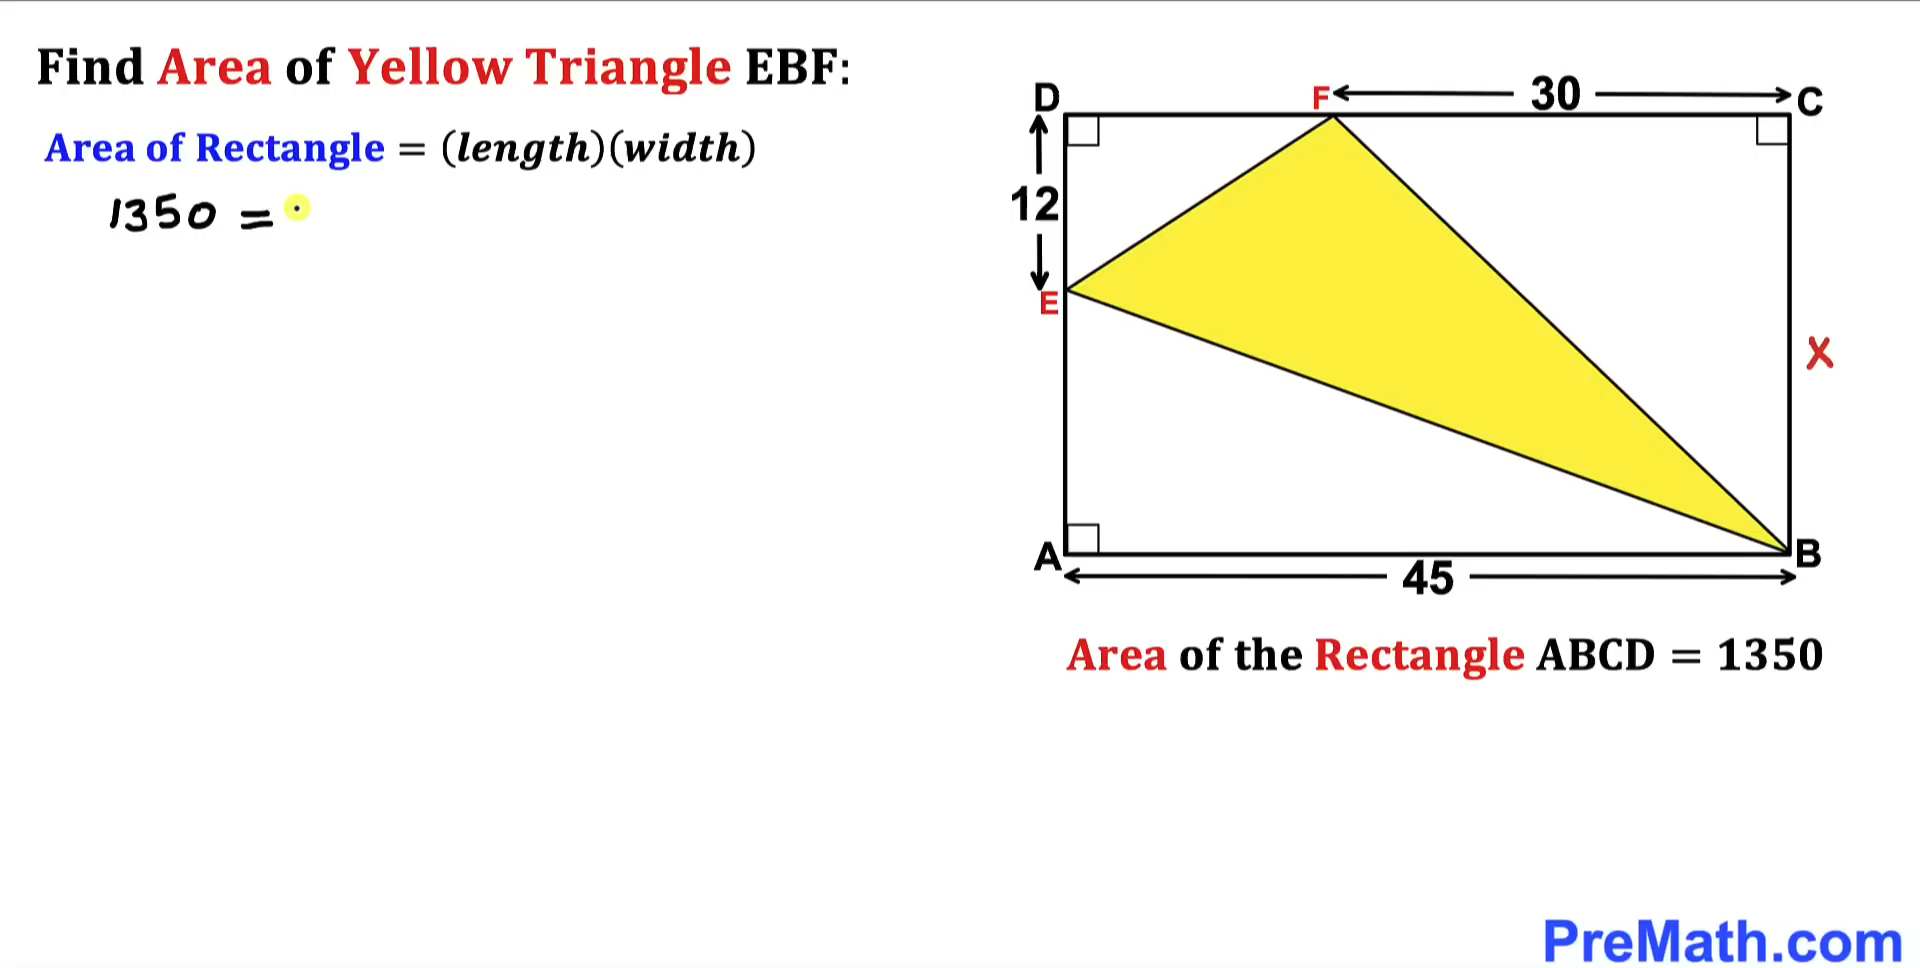 Find Area of Yellow Triangle EBF:
Area of Rectangle = (length)(width)
1350 =
D
F
30
C
12
E
X
A
B
45
Area of the Rectangle ABCD = 1350
PreMath.com